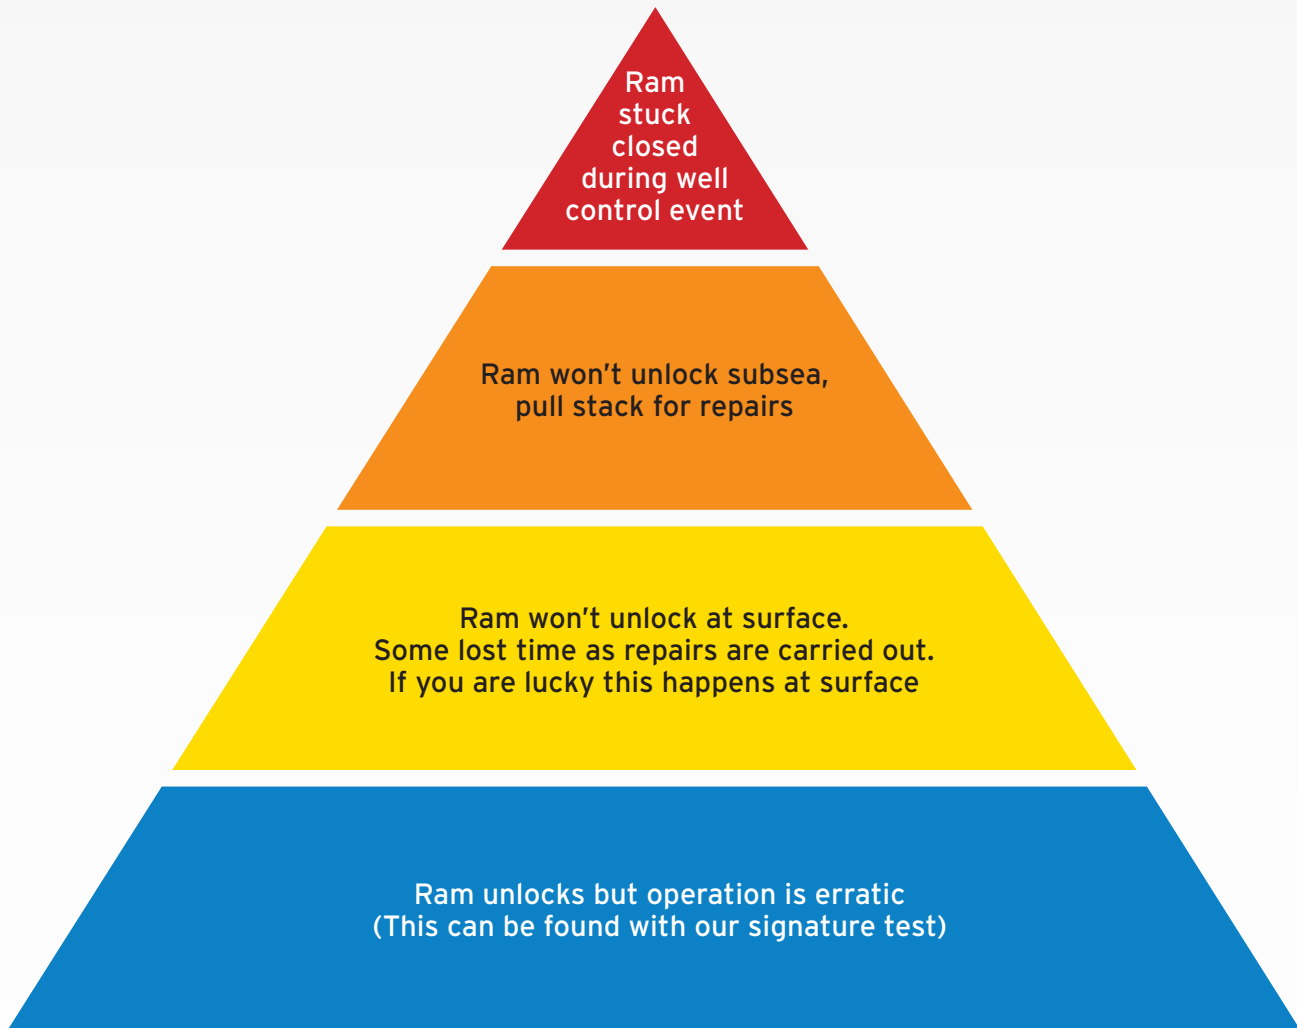 Ram
stuck
closed
during well
control event
Ram won't unlock subsea,
pull stack for repairs
Ram won't unlock at surface.
Some lost time as repairs are carried out.
If you are lucky this happens at surface
Ram unlocks but operation is erratic
(This can be found with our signature test)